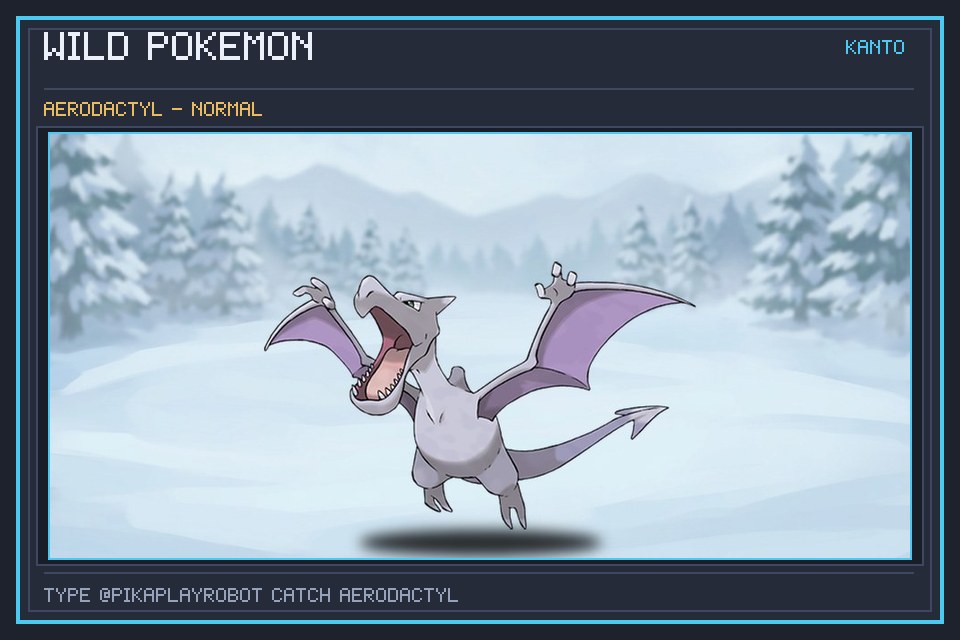 WILD POKEMON
KANTO
AERODACTYL - NORMAL
TYPE @PIKAPLAYROBOT CATCH AERODACTYL